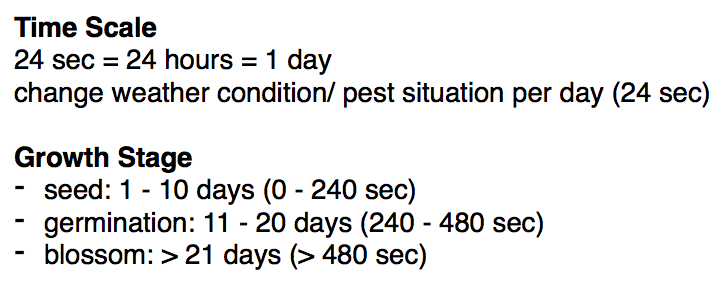 Time Scale
24 sec = 24 hours = 1 day
change weather condition/ pest situation per day (24 sec)
Growth Stage
- seed: 1 - 10 days (0 - 240 sec)
- germination: 11 - 20 days (240 - 480 sec)
- blossom: > 21 days (> 480 sec)